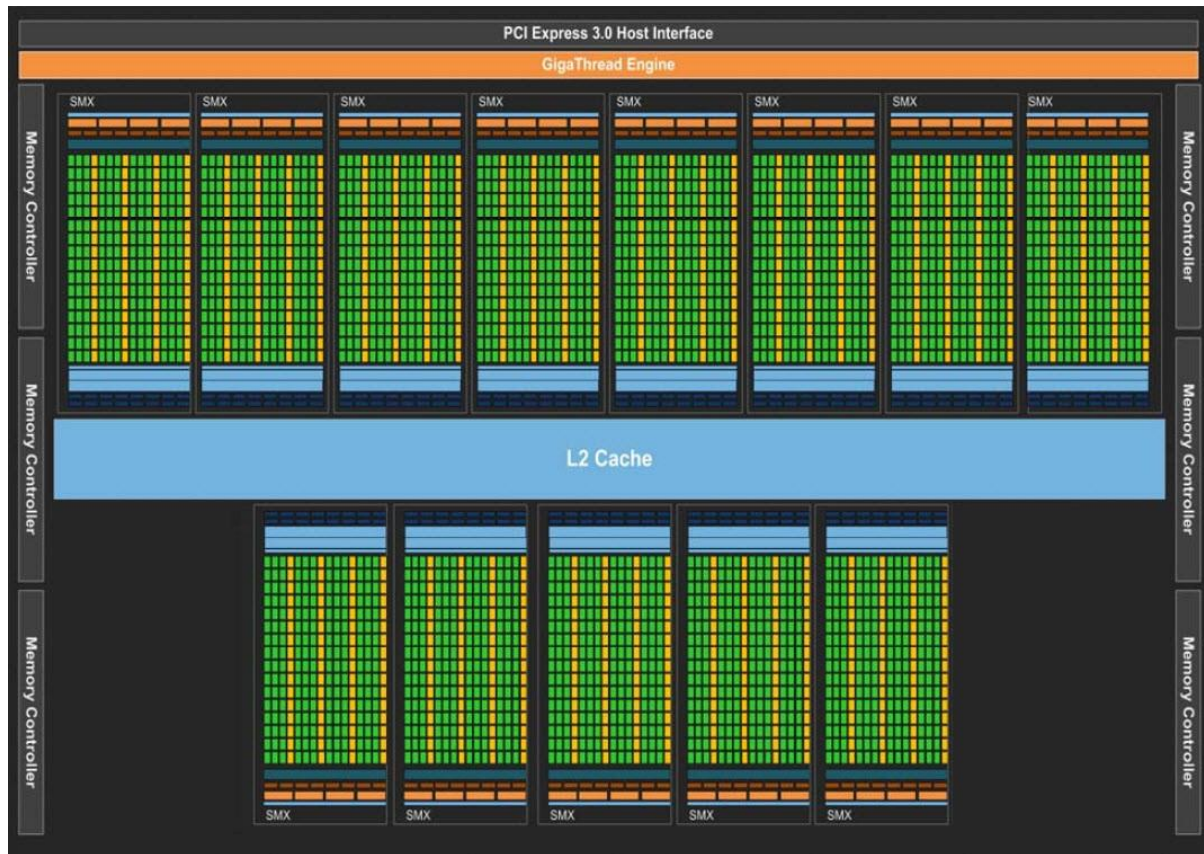 PCI Express 3.0 Host Interface
GigaThread Engine
SMX SMX SMX SMX SMX SMX SMX SMX
Memory Controller
Memory Controller
Memory Controller
Memory Controller
L2 Cache
Memory Controller
Memory Controller
SMX SMX SMX SMX SMX